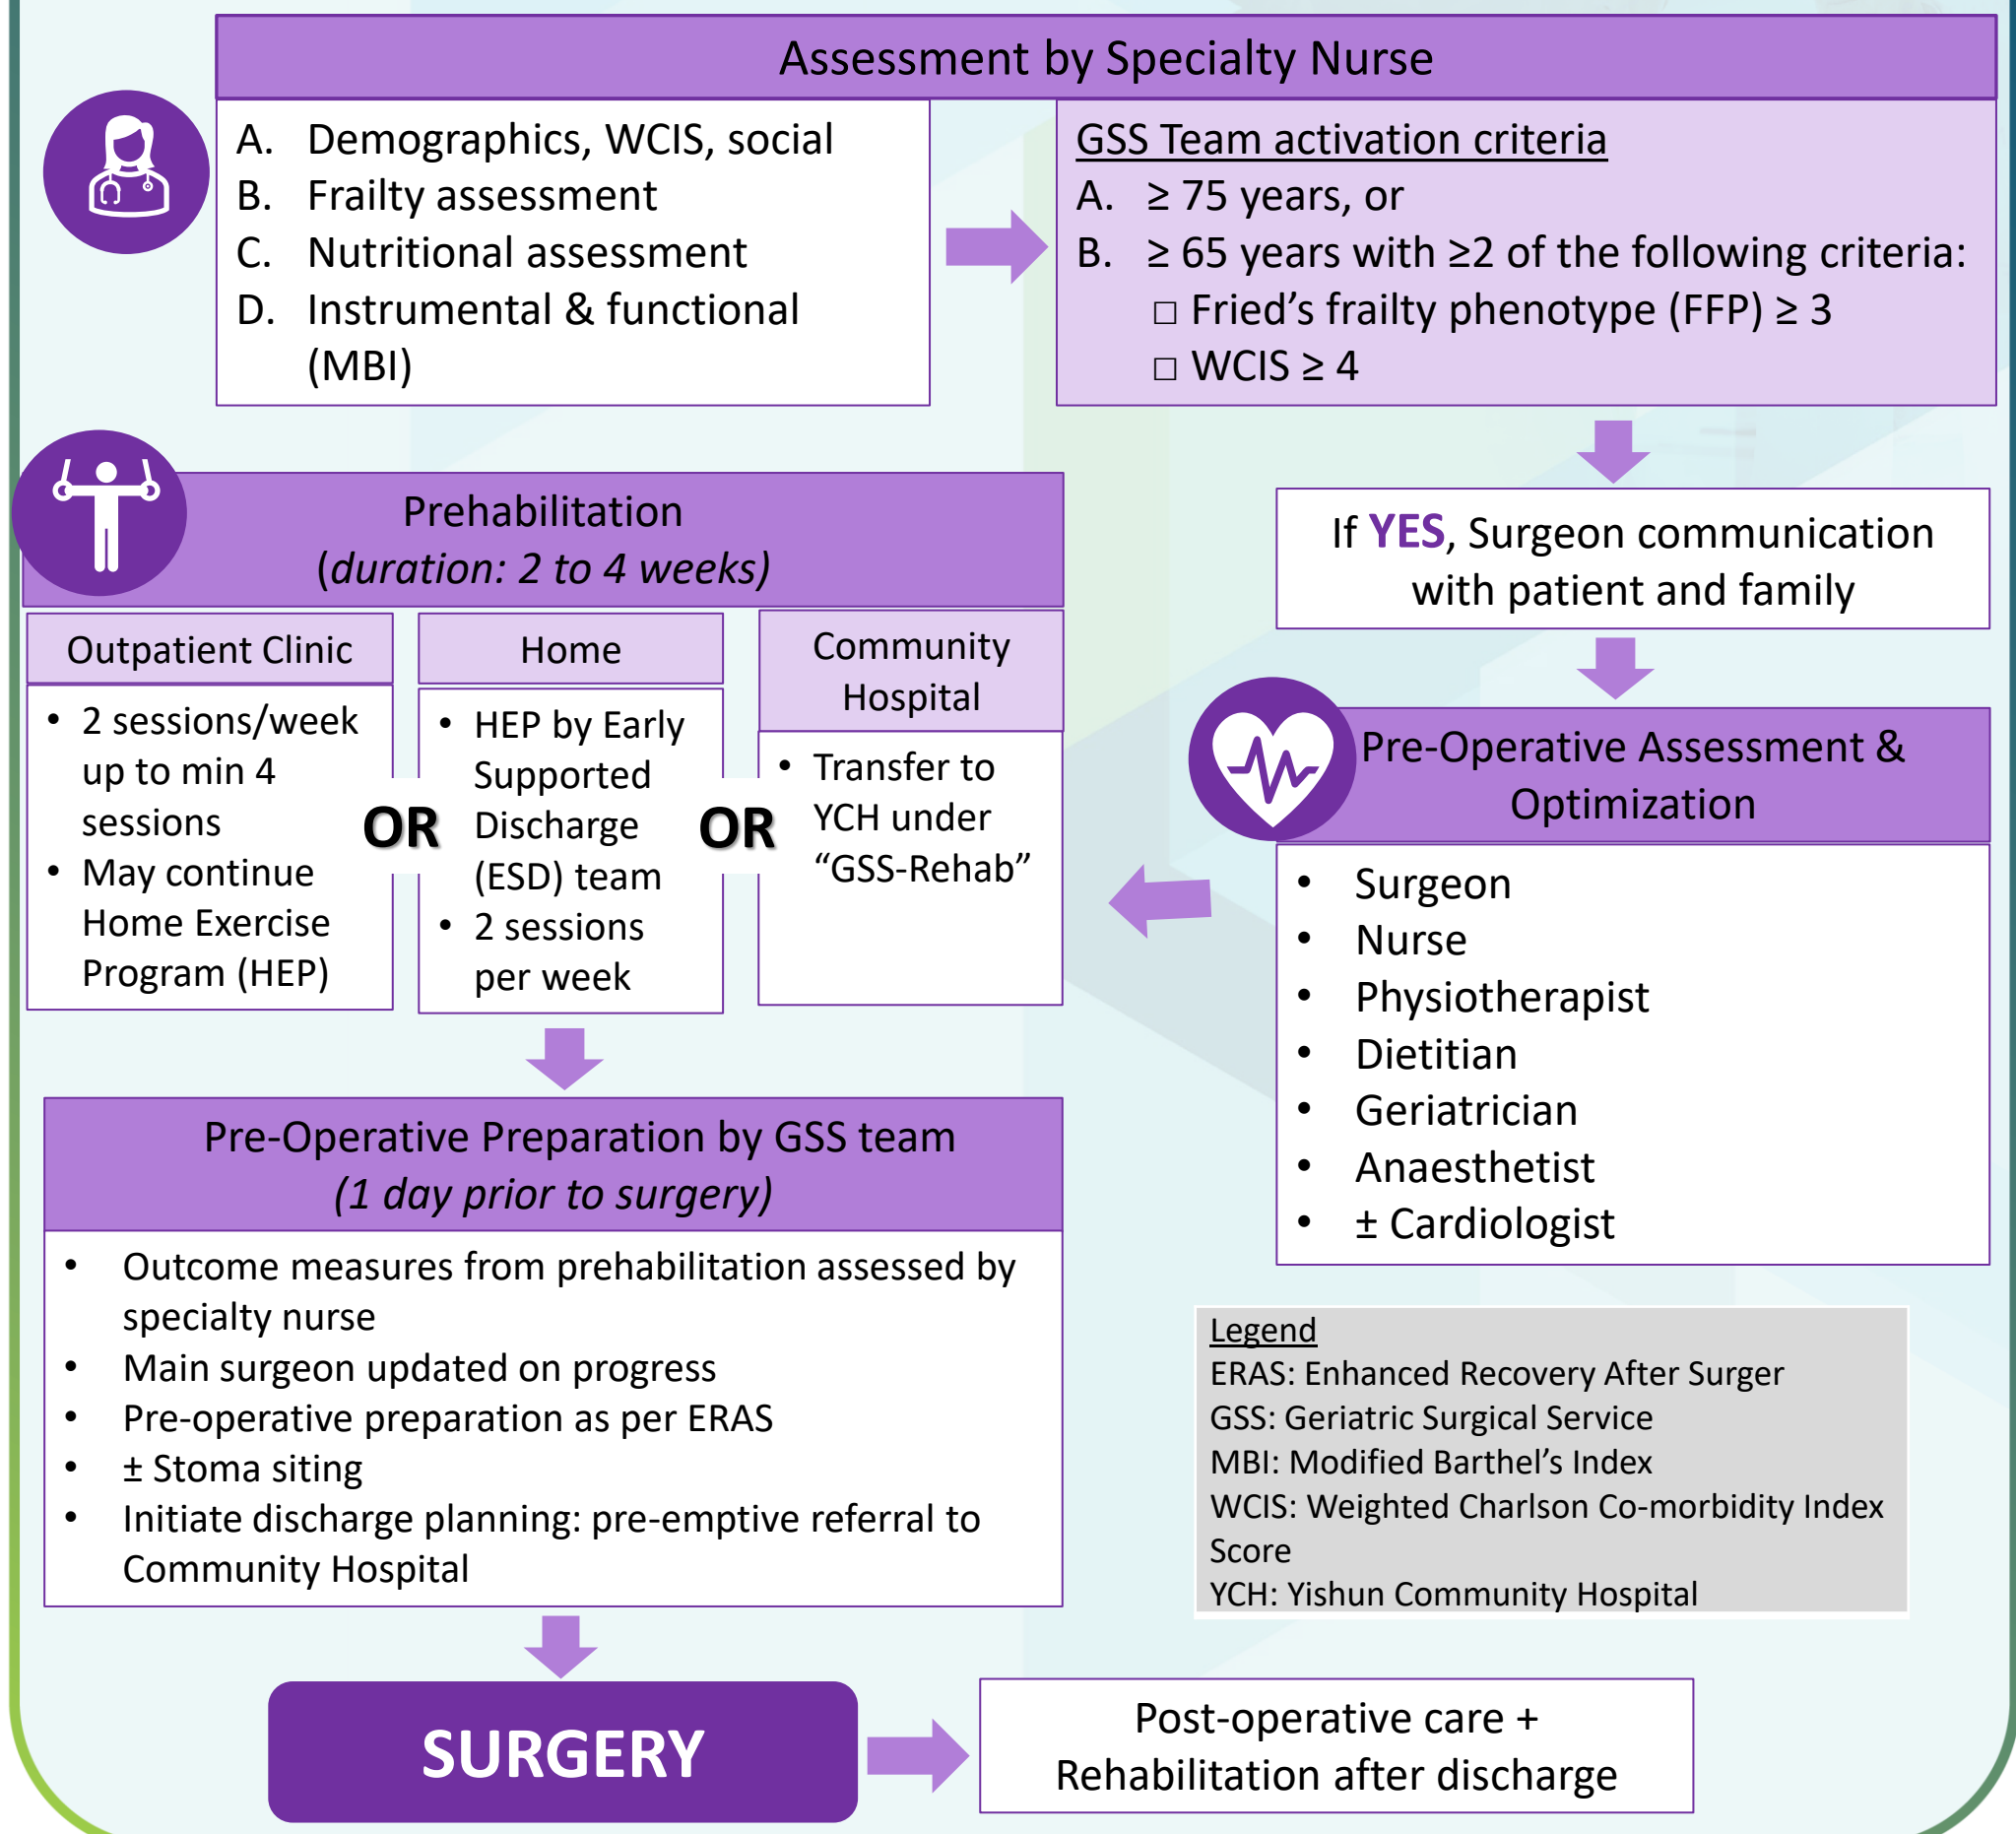 Assessment by Specialty Nurse
A. Demographics, WCIS, social
B. Frailty assessment
C. Nutritional assessment
D. Instrumental & functional
(MBI)
GSS Team activation criteria
A. ≥ 75 years, or
B. ≥ 65 years with ≥2 of the following criteria:
□ Fried’s frailty phenotype (FFP) ≥ 3
□ WCIS ≥ 4
If YES, Surgeon communication
with patient and family
Pre-Operative Assessment &
Optimization
• Surgeon
• Nurse
• Physiotherapist
• Dietitian
• Geriatrician
• Anaesthetist
• ± Cardiologist
Prehabilitation
(duration: 2 to 4 weeks)
Outpatient Clinic
• 2 sessions/week
up to min 4
sessions
• May continue
Home Exercise
Program (HEP)
OR
Home
• HEP by Early
Supported
Discharge
(ESD) team
• 2 sessions
per week
OR
Community
Hospital
• Transfer to
YCH under
“GSS-Rehab”
Pre-Operative Preparation by GSS team
(1 day prior to surgery)
• Outcome measures from prehabilitation assessed by
specialty nurse
• Main surgeon updated on progress
• Pre-operative preparation as per ERAS
• ± Stoma siting
• Initiate discharge planning: pre-emptive referral to
Community Hospital
Legend
ERAS: Enhanced Recovery After Surger
GSS: Geriatric Surgical Service
MBI: Modified Barthel’s Index
WCIS: Weighted Charlson Co-morbidity Index
Score
YCH: Yishun Community Hospital
SURGERY
Post-operative care +
Rehabilitation after discharge